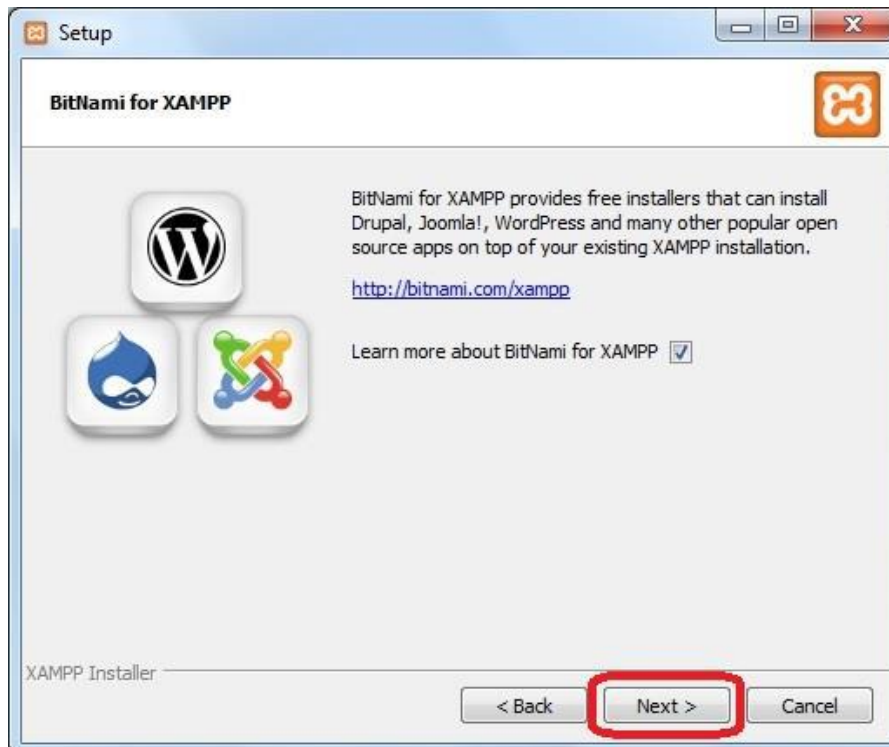 Setup
BitNami for XAMPP
BitNami for XAMPP provides free installers that can install
Drupal, Joomla!, WordPress and many other popular open
source apps on top of your existing XAMPP installation.
http://bitnami.com/xampp
Learn more about BitNami for XAMPP
XAMPP Installer
< Back
Next >
Cancel